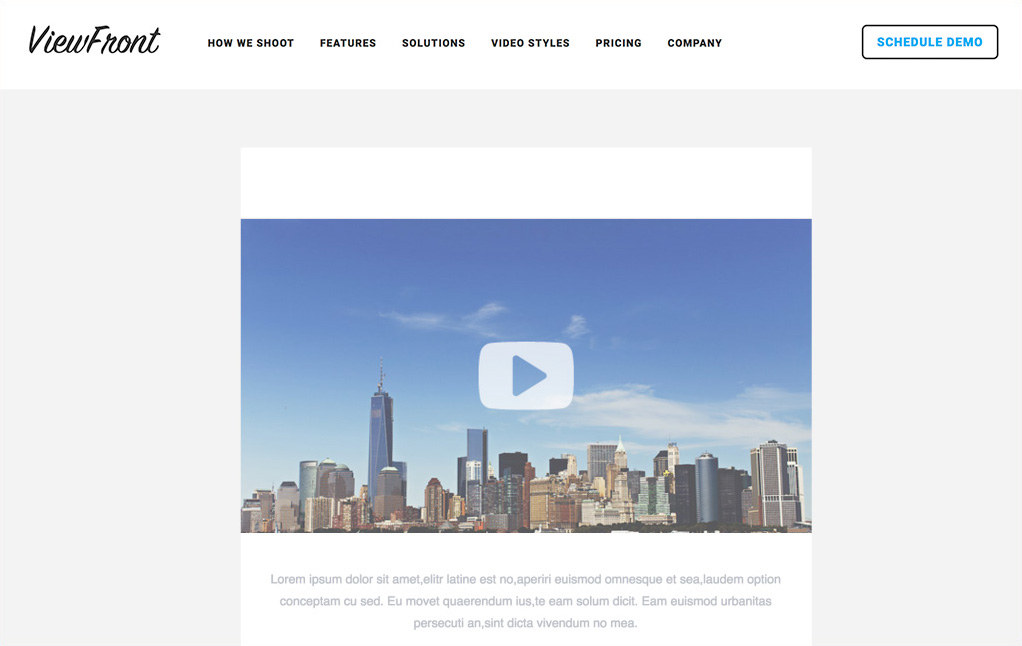 ViewFront
HOW WE SHOOT
FEATURES
SOLUTIONS
VIDEO STYLES
PRICING
COMPANY
SCHEDULE DEMO
Lorem ipsum dolor sit amet,elitr latine est no,aperiri euismod omnesque et sea,laudem option
conceptam cu sed. Eu movet quaerendum ius,te eam solum dicit. Eam euismod urbanitas
persecuti an,sint dicta vivendum no mea.